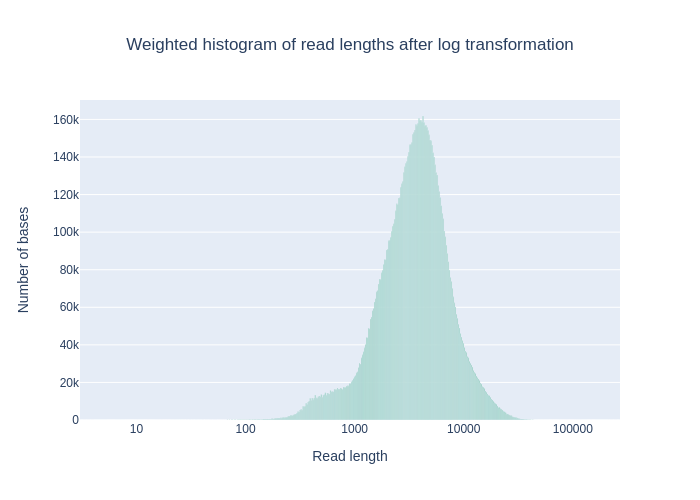 Weighted histogram of read lengths after log transformation
160k
140k
120k
100k
80k
60k
40k
20k
0
Number of bases
10 100 1000 10000 100000
Read length